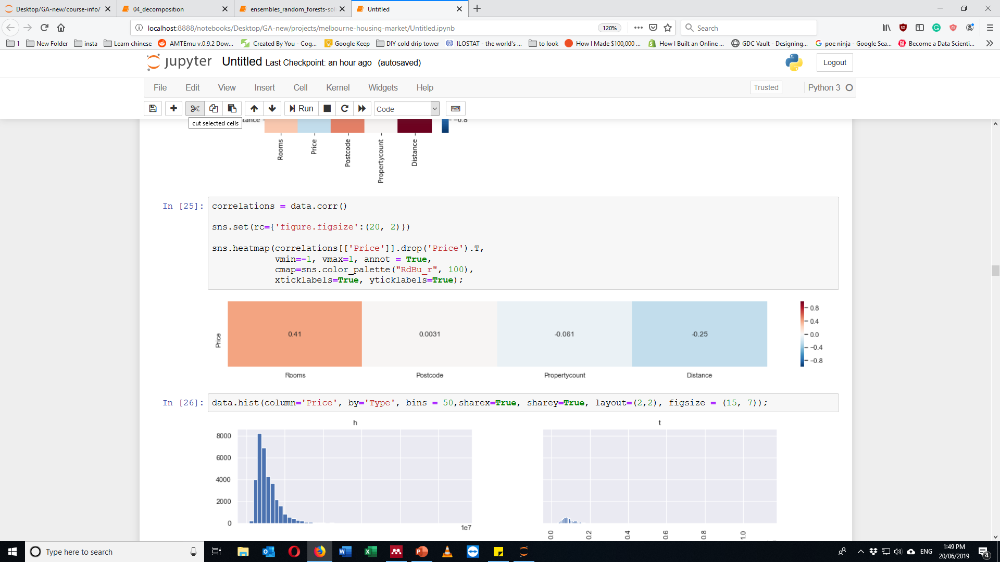 Desktop/GA-new/course-info/
04_decomposition
ensembles_random_forests-sol
Untitled
localhost:8888/notebooks/Desktop/GA-new/projects/melbourne-housing-market/Untitled.ipynb
120%
Search
1
New Folder
insta
Learn chinese
AMTEmu v.0.9.2 Dow...
Created By You - Cog...
Google Keep
DIY cold drip tower
ILOSTAT - the world's ...
to look
How I Made $100,000 ...
How I Built an Online ...
GDC Vault - Designing...
poe ninja - Google Sea...
Become a Data Scienti...
jupyter
Untitled Last Checkpoint: an hour ago (autosaved)
Logout
File
Edit
View
Insert
Cell
Kernel
Widgets
Help
Trusted
Python 3
Run
Code
cut selected cells
tance
−0.8
Rooms
Price
Postcode
Propertycount
Distance
In [25]:
correlations = data.corr()
sns.set(rc={'figure.figsize':(20, 2)})
sns.heatmap(correlations[['Price']].drop('Price').T,
vmin=-1, vmax=1, annot = True,
cmap=sns.color_palette("RdBu_r", 100),
xticklabels=True, yticklabels=True);
Price
0.41
0.0031
-0.061
-0.25
0.8
0.4
0.0
−0.4
−0.8
Rooms
Postcode
Propertycount
Distance
In [26]:
data.hist(column='Price', by='Type', bins = 50,sharex=True, sharey=True, layout=(2,2), figsize = (15, 7));
h
8000
6000
4000
2000
0
1e7
t
0.0
0.2
0.4
0.6
0.8
1.0
Type here to search
ENG
1:49 PM
20/06/2019
4